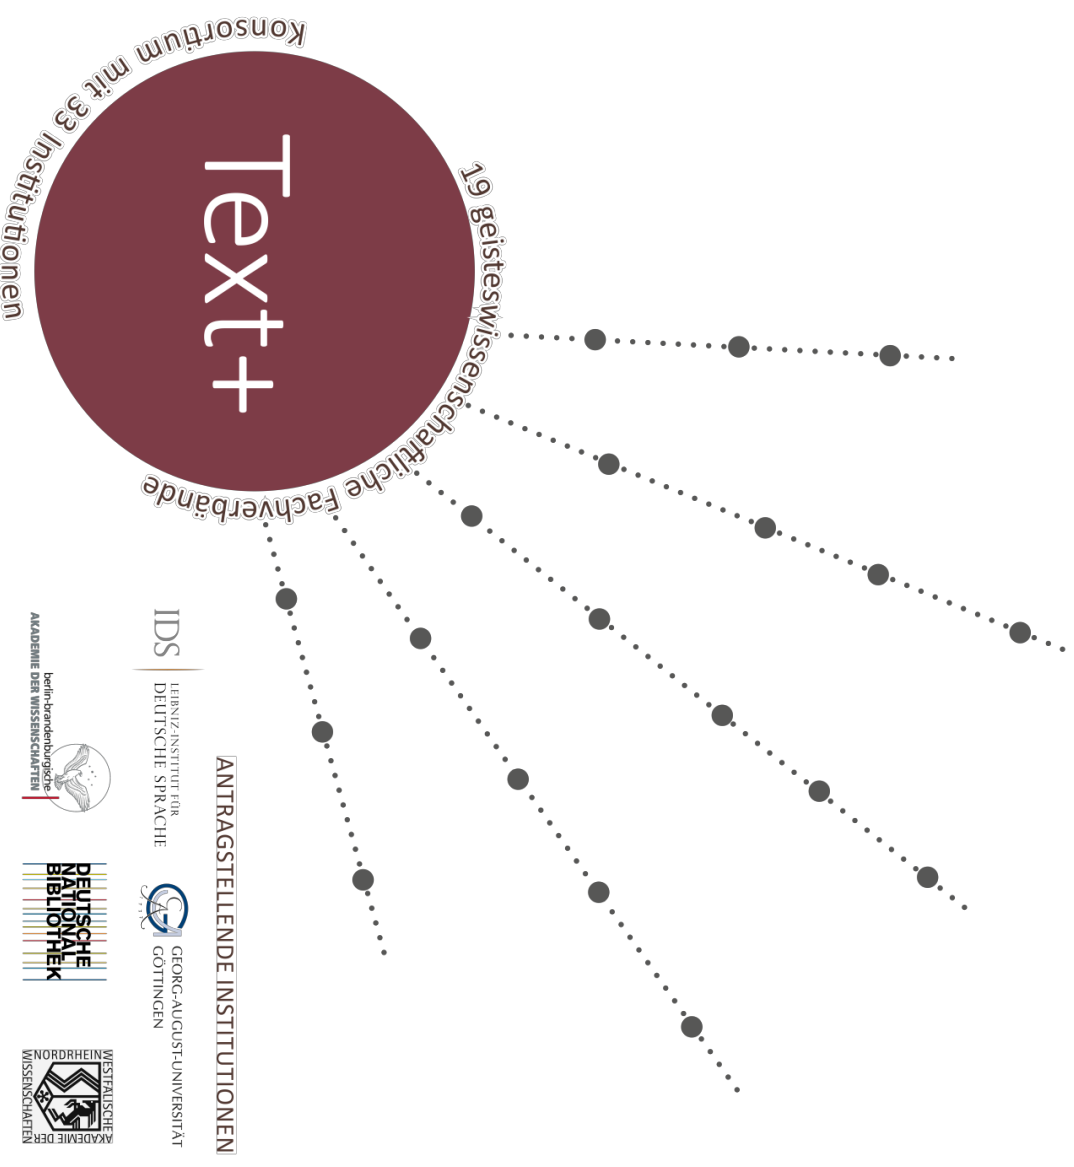 Konsortium mit 33 Institutionen
Text+
19 geisteswissenschaftliche Fachverbände
ANTRAGSTELLENDE INSTITUTIONEN
IDS
LEIBNIZ-INSTITUT FÜR
DEUTSCHE SPRACHE
GEORG-AUGUST-UNIVERSITÄT
GÖTTINGEN
berlin-brandenburgische
AKADEMIE DER WISSENSCHAFTEN
DEUTSCHE
NATIONAL
BIBLIOTHEK
NORDRHEIN
WESTFÄLISCHE
AKADEMIE DER
WISSENSCHAFTEN